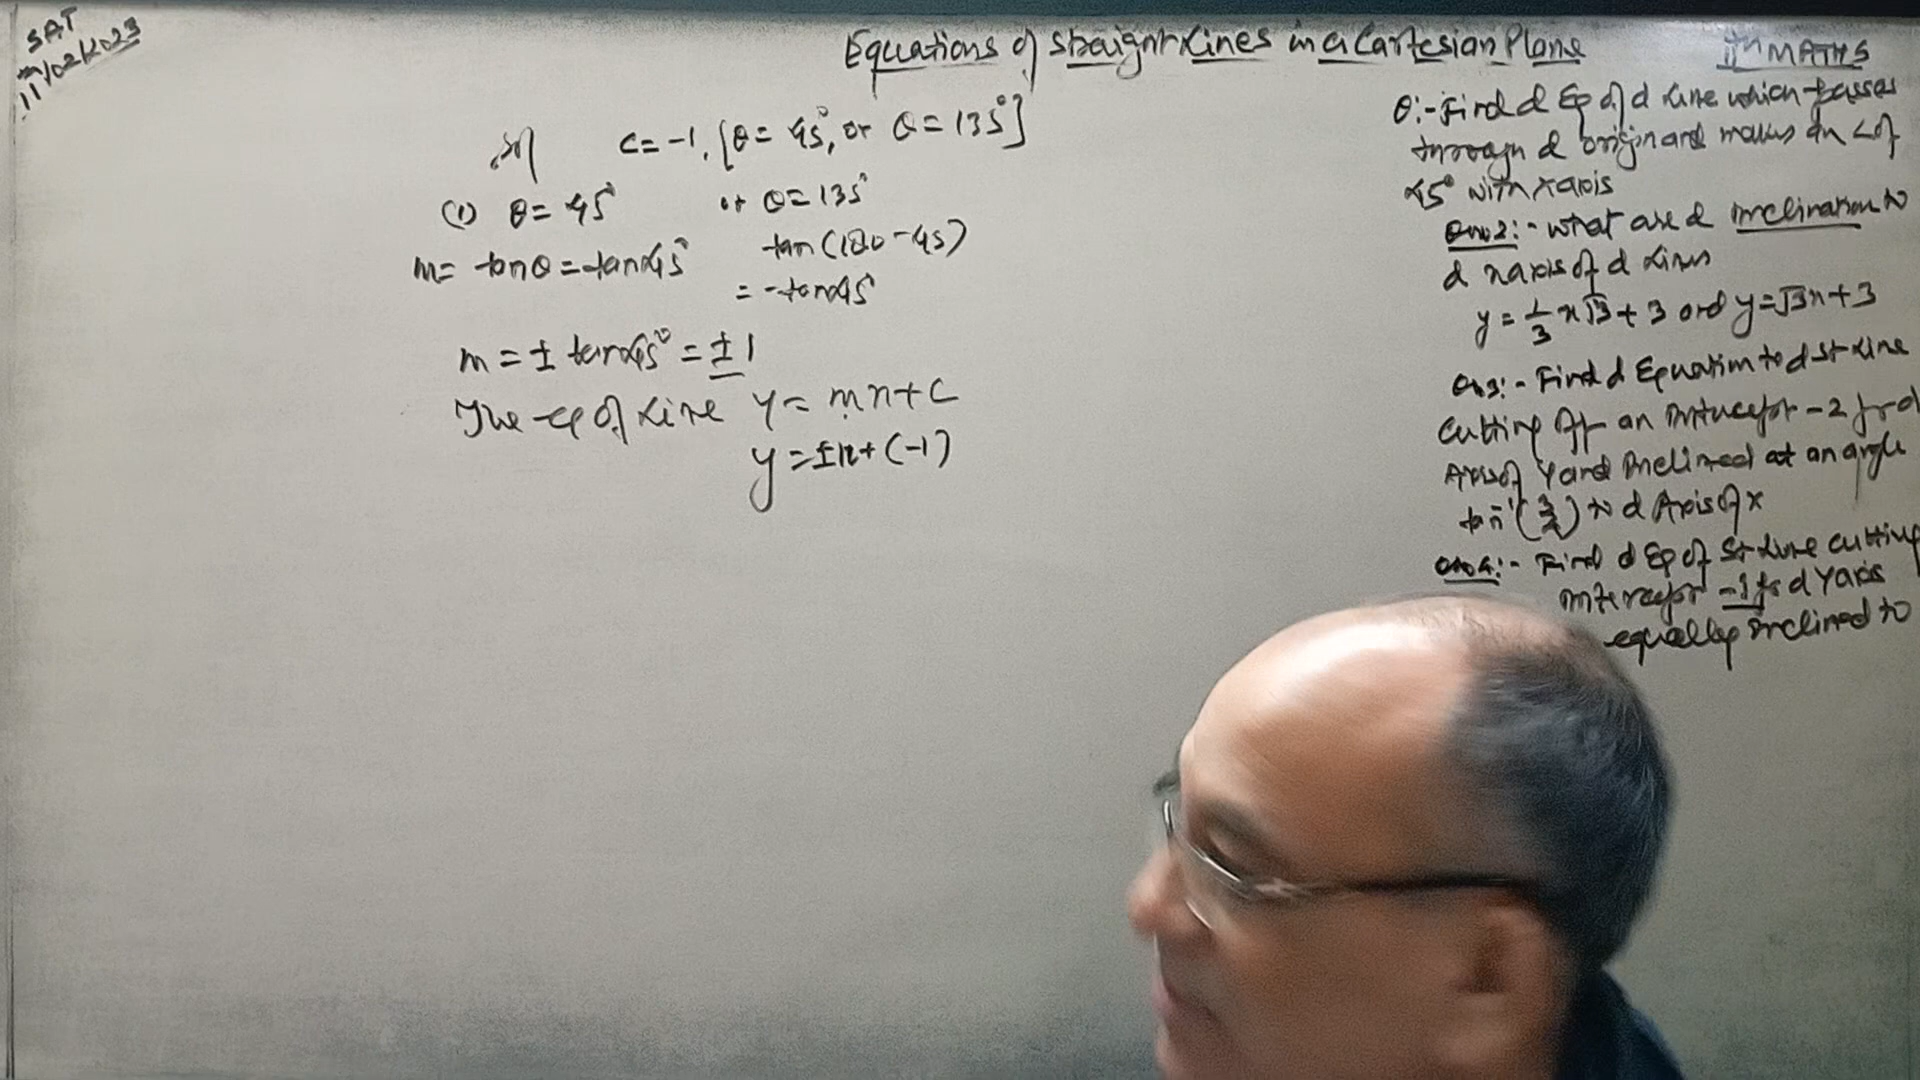 SAT
11/02/2023
Equations of straight Lines in a Cartesian Plane
11th MATHS
Sol c = -1, [θ = 45°, or θ = 135°]
(1) θ = 45° or θ = 135°
m = tanθ = tan45° tan(180-45)
= -tan45°
m = ± tan45° = ±1
The eq of Line y = mx + c
y = ±1x + (-1)
Q:- Find d Eq of d Line which passes
through d origin and makes an < of
45° with x axis
Qno2:- what are d inclination to
d x axis of d Lines
y = 1/3 x√3 + 3 and y = √3x + 3
Qn3:- Find d Equation to d st Line
Cutting off an intercept -2 fr d
Axis of Y and Inclined at an angle
tan⁻¹(3/4) to d Axis of x
Qno4:- Find d Eq of St Line cutting
intercept -1 fr d Y axis
equally inclined to